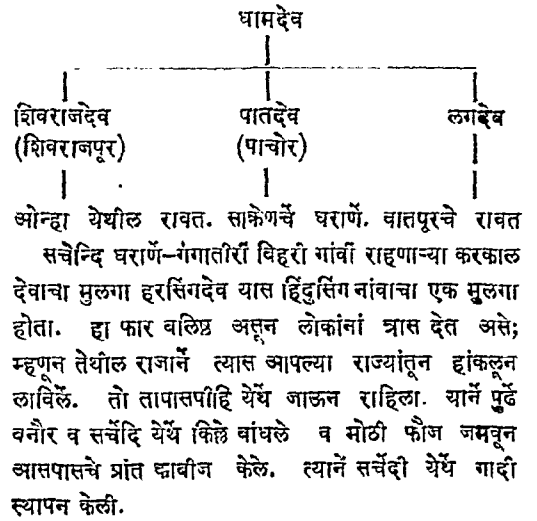 घामदेव
शिवराजदेव पातदेव लगदेव
(शिवराजपूर) (पाचोर)
ओन्हा येथील रावत. साकेणचें घराणें. वातपूरचे रावत
सचेन्दि घराणें-गंगातीरीं विहरी गांवीं राहणाऱ्या करकाल
देवाचा मुलगा हरसिंगदेव यास हिंदुसिंग नांवाचा एक मुलगा
होता. हा फार वलिष्ठ असून लोकांनां त्रास देत असे;
म्हणून तेथील राजानें त्यास आपल्या राज्यांतून हांकलून
लाविलें. तो तापासपीहि येथें जाऊन राहिला. यानें पुढें
वनौर व सचेंदि येथें किल्ले बांधले व मोठी फौज जमवून
आसपासचे प्रांत काबीज केले. त्यानें सचेंदी येथें गादी
स्थापन केली.